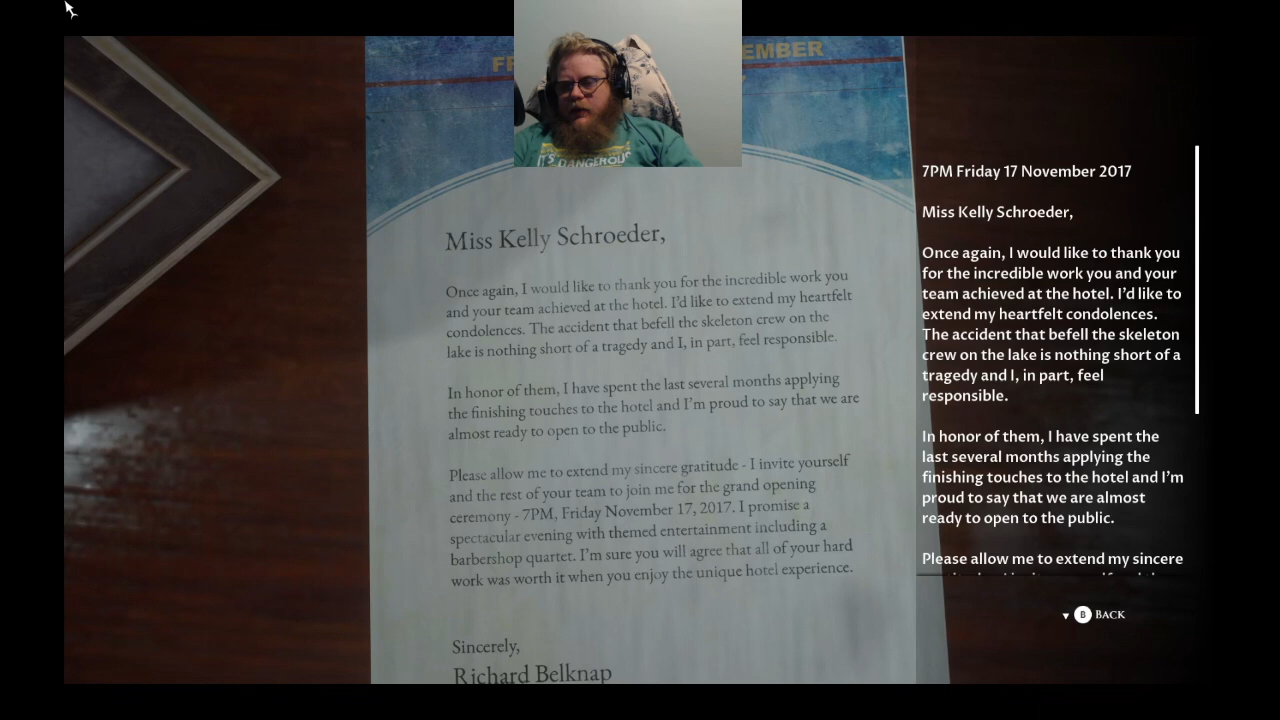 EMBER
IT'S DANGEROUS
Miss Kelly Schroeder,
Once again, I would like to thank you for the incredible work you
and your team achieved at the hotel. I'd like to extend my heartfelt
condolences. The accident that befell the skeleton crew on the
lake is nothing short of a tragedy and I, in part, feel responsible.
In honor of them, I have spent the last several months applying
the finishing touches to the hotel and I'm proud to say that we are
almost ready to open to the public.
Please allow me to extend my sincere gratitude - I invite yourself
and the rest of your team to join me for the grand opening
ceremony - 7PM, Friday November 17, 2017. I promise a
spectacular evening with themed entertainment including a
barbershop quartet. I'm sure you will agree that all of your hard
work was worth it when you enjoy the unique hotel experience.
Sincerely,
Richard Belknap
7PM Friday 17 November 2017
Miss Kelly Schroeder,
Once again, I would like to thank you
for the incredible work you and your
team achieved at the hotel. I'd like to
extend my heartfelt condolences.
The accident that befell the skeleton
crew on the lake is nothing short of a
tragedy and I, in part, feel
responsible.
In honor of them, I have spent the
last several months applying the
finishing touches to the hotel and I'm
proud to say that we are almost
ready to open to the public.
Please allow me to extend my sincere
B BACK